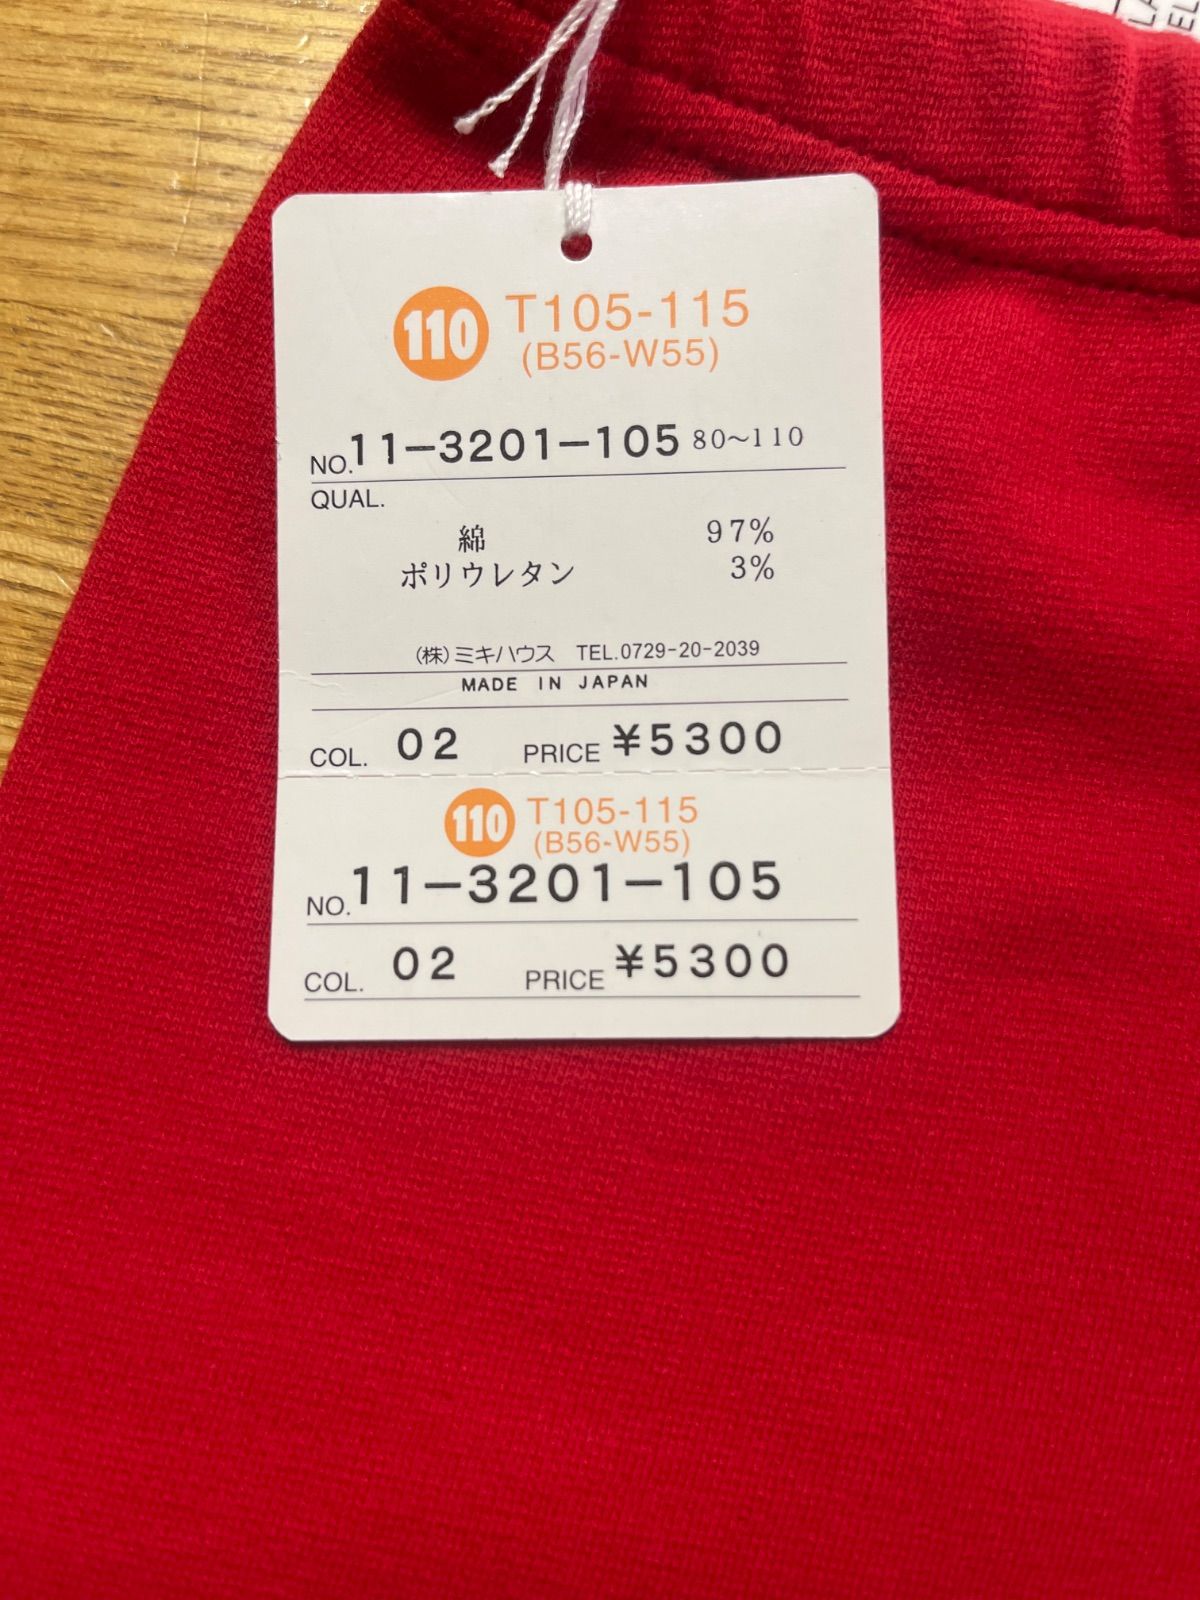 110 T105-115
(B56-W55)
NO. 11-3201-105 80~110
QUAL.
綿 97%
ポリウレタン 3%
(株)ミキハウス TEL.0729-20-2039
MADE IN JAPAN
COL. 02 PRICE ¥5300
110 T105-115
(B56-W55)
NO. 11-3201-105
COL. 02 PRICE ¥5300